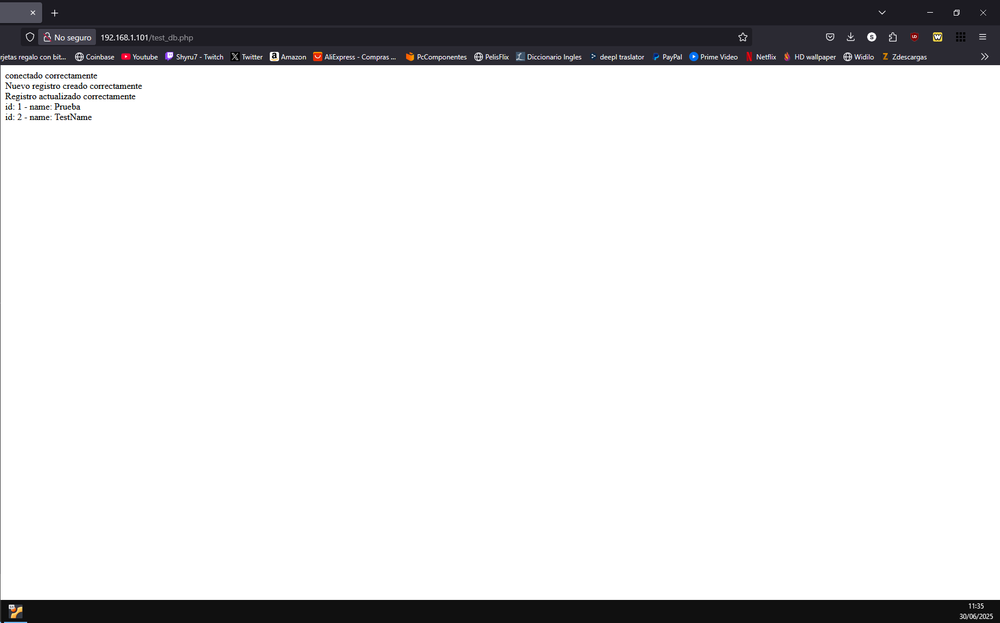 No seguro
192.168.1.101/test_db.php
rjetas regalo con bit... Coinbase Youtube Shyru7 - Twitch Twitter Amazon AliExpress - Compras ... PcComponentes PelisFlix Diccionario Ingles deepl traslator PayPal Prime Video Netflix HD wallpaper Widilo Zdescargas
conectado correctamente
Nuevo registro creado correctamente
Registro actualizado correctamente
id: 1 - name: Prueba
id: 2 - name: TestName
11:35
30/06/2025